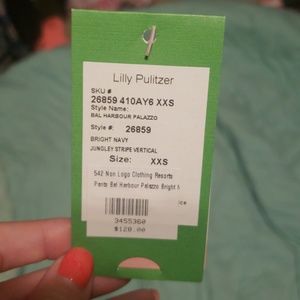 Lilly Pulitzer
SKU #
26859 410AY6 XXS
Style Name:
BAL HARBOUR PALAZZO
Style #: 26859
BRIGHT NAVY
JUNGLEY STRIPE VERTICAL
Size: XXS
542 Non Logo Clothing Resorts
Pants Bal Harbour Palazzo Bright N
ice
3455360
$128.00